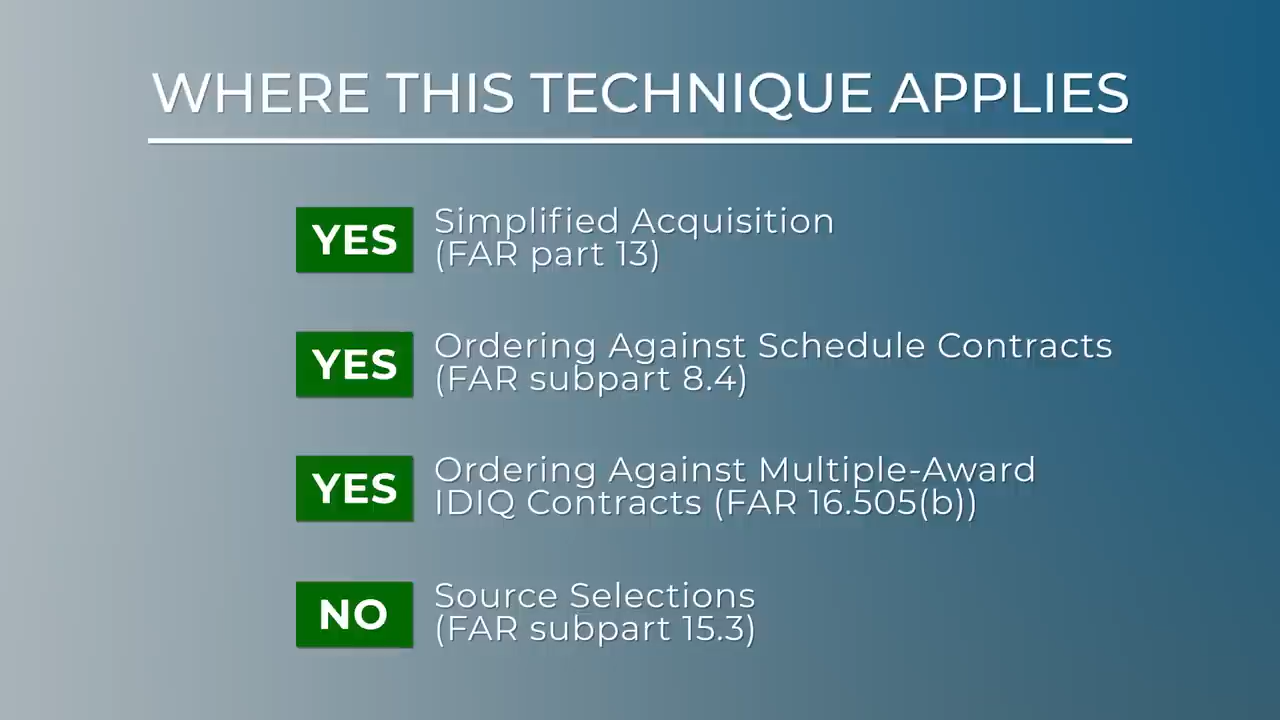 WHERE THIS TECHNIQUE APPLIES
YES
Simplified Acquisition
(FAR part 13)
YES
Ordering Against Schedule Contracts
(FAR subpart 8.4)
YES
Ordering Against Multiple-Award
IDIQ Contracts (FAR 16.505(b))
NO
Source Selections
(FAR subpart 15.3)